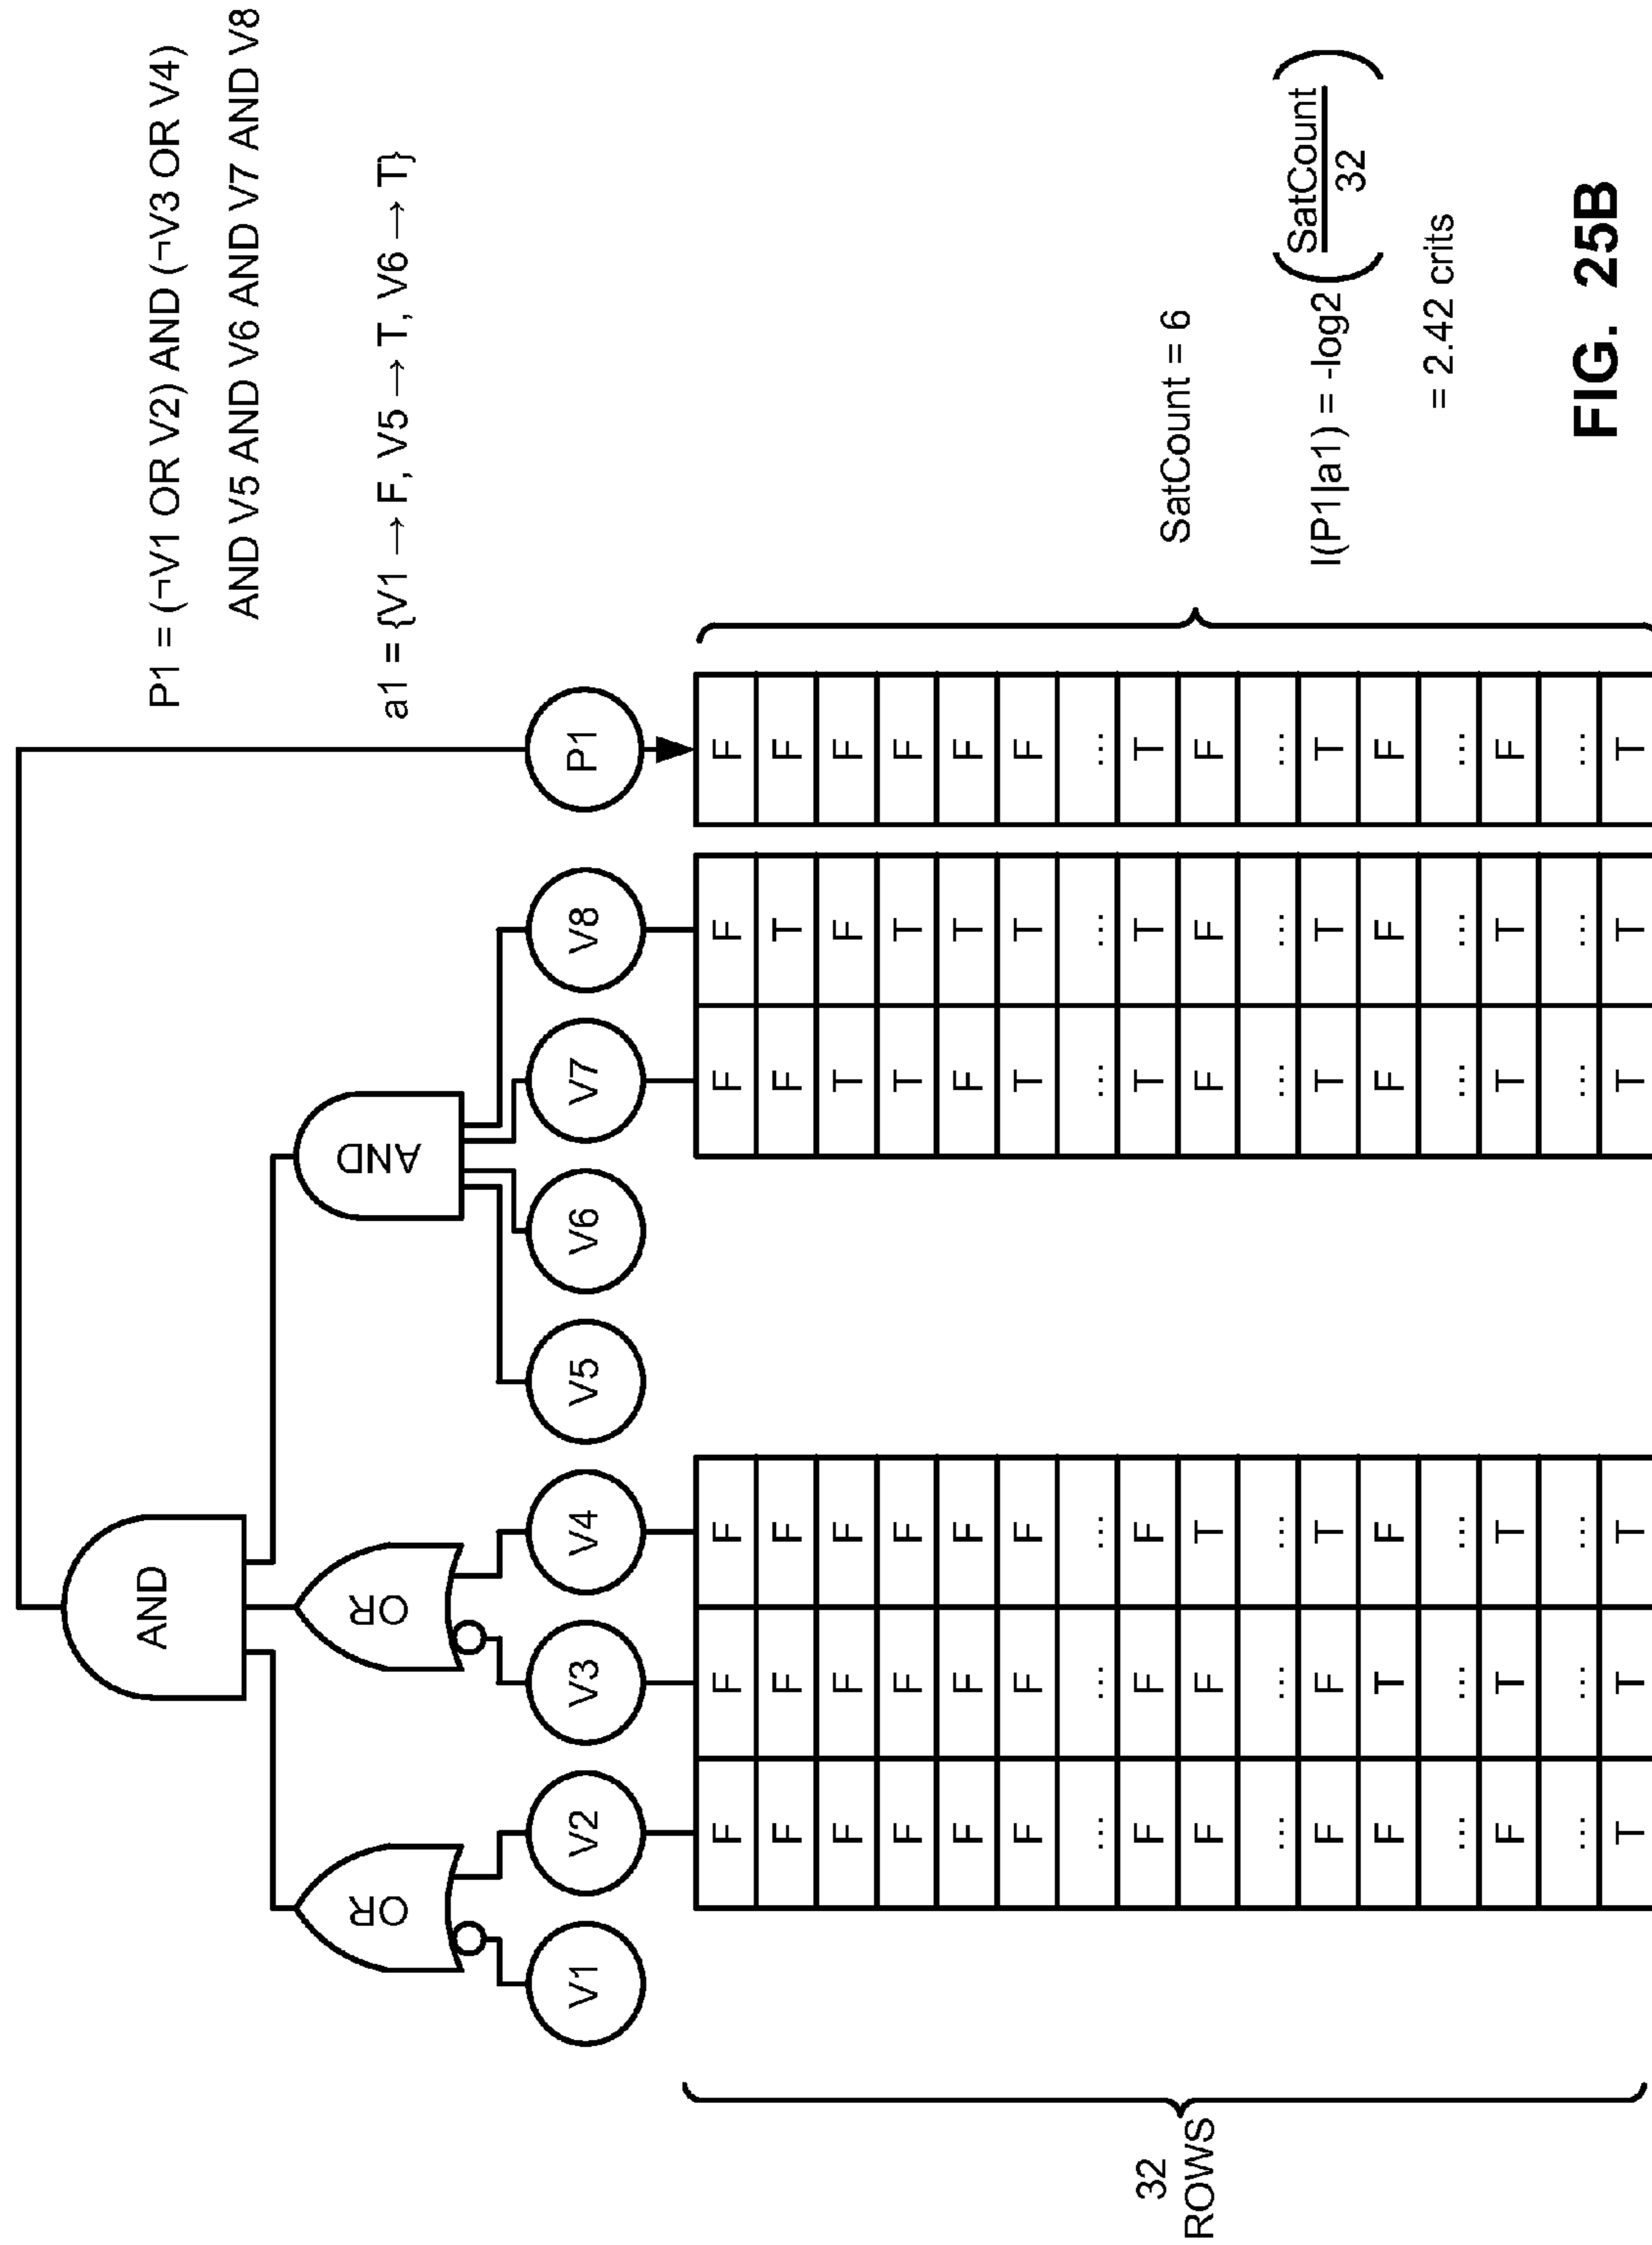 P1 = (¬V1 OR V2) AND (¬V3 OR V4)
AND V5 AND V6 AND V7 AND V8
a1 = {V1 → F, V5 → T, V6 → T}
AND
OR
OR
AND
V1 V2 V3 V4 V5 V6 V7 V8 P1
F F F F F F
F F F F T F
F F F T F F
F F F T T F
F F F F T F
F F F T T F
... ... ... ... ... ...
F F F T T T
F F T F F F
... ... ... ... ... ...
F F T T T T
F T F F F F
... ... ... ... ... ...
F T T T T F
... ... ... ... ... ...
T T T T T T
32
ROWS
SatCount = 6
I(P1|a1) = -log2 (SatCount
32)
= 2.42 crits
FIG. 25B